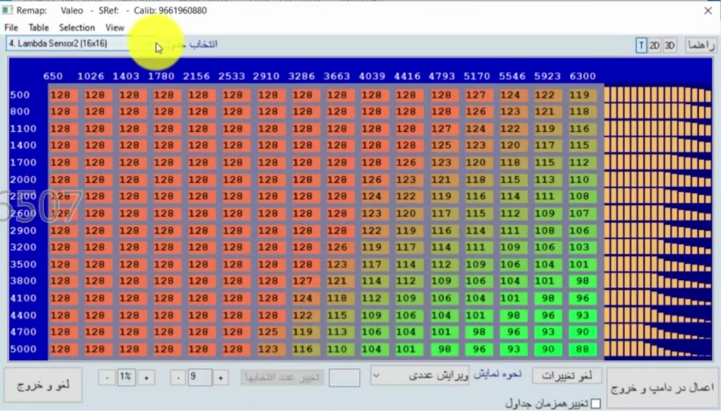 Remap: Valeo - SRef: - Calib: 9661960880
File Table Selection View
4. Lambda Sensor2 (16x16) انتخاب جدول T 2D 3D راهنما
650 1026 1403 1780 2156 2533 2910 3286 3663 4039 4416 4793 5170 5546 5923 6300
500 128 128 128 128 128 128 128 128 128 128 128 128 127 124 122 119
800 128 128 128 128 128 128 128 128 128 128 128 128 126 123 121 118
1100 128 128 128 128 128 128 128 128 128 128 128 127 124 122 119 116
1400 128 128 128 128 128 128 128 128 128 128 128 125 123 120 117 115
1700 128 128 128 128 128 128 128 128 128 128 126 123 120 118 115 112
2000 128 128 128 128 128 128 128 128 128 126 123 121 118 115 113 110
128 128 128 128 128 128 128 128 128 124 122 119 116 114 111 108
128 128 128 128 128 128 128 128 128 123 120 117 115 112 109 107
2900 128 128 128 128 128 128 128 128 128 122 119 116 114 111 108 106
3200 128 128 128 128 128 128 128 128 126 119 117 114 111 109 106 103
3500 128 128 128 128 128 128 128 128 123 117 114 112 109 106 104 101
3800 128 128 128 128 128 128 128 127 121 114 112 109 106 104 101 98
4100 128 128 128 128 128 128 128 124 118 112 109 106 104 101 98 96
4400 128 128 128 128 128 128 128 122 115 109 106 104 101 98 96 93
4700 128 128 128 128 128 128 125 119 113 106 104 101 98 96 93 90
5000 128 128 128 128 128 128 123 116 110 104 101 98 96 93 90 88
لغو و خروج - 1% + - 9 + تغییر عدد انتخابها ویرایش عددی نحوه نمایش لغو تغییرات اعمال در دامپ و خروج
تغییرهمزمان جداول
6507